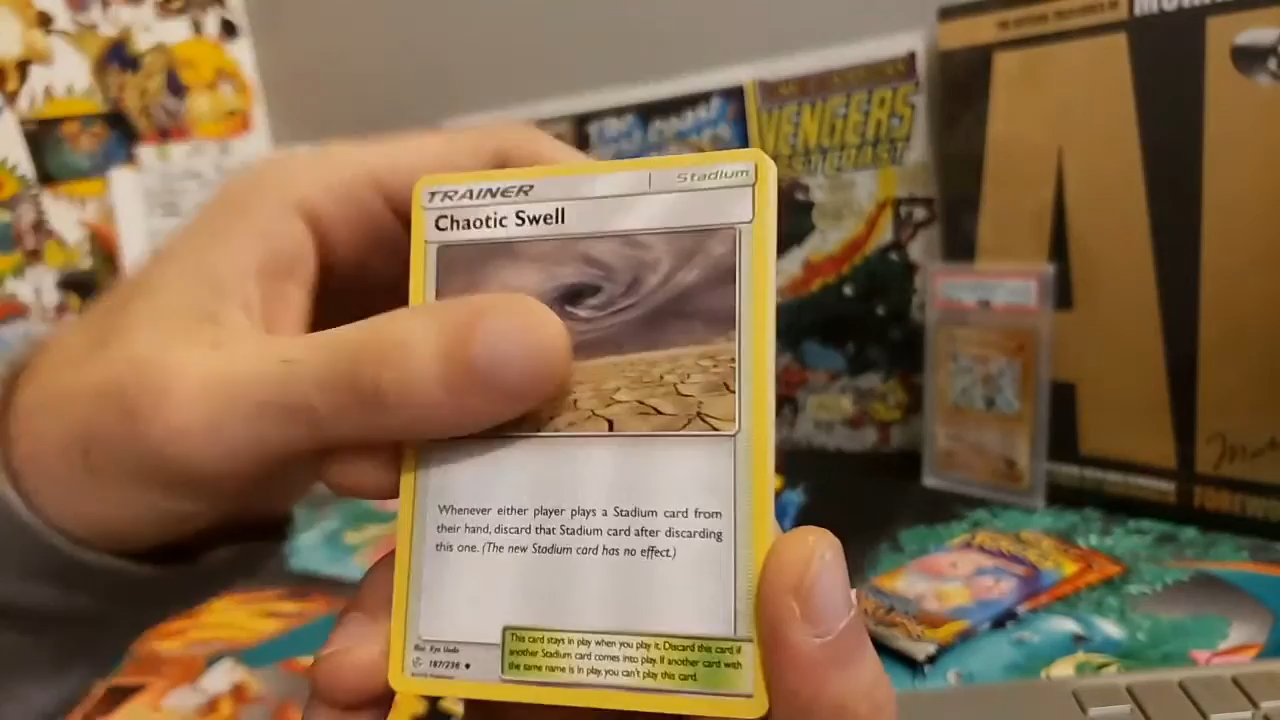 TRAINER
Stadium
Chaotic Swell
Whenever either player plays a Stadium card from
their hand, discard that Stadium card after discarding
this one. (The new Stadium card has no effect.)
This card stays in play when you play it. Discard this card if
another Stadium card comes into play. If another card with
the same name is in play, you can't play this card.
187/236
VENGERS